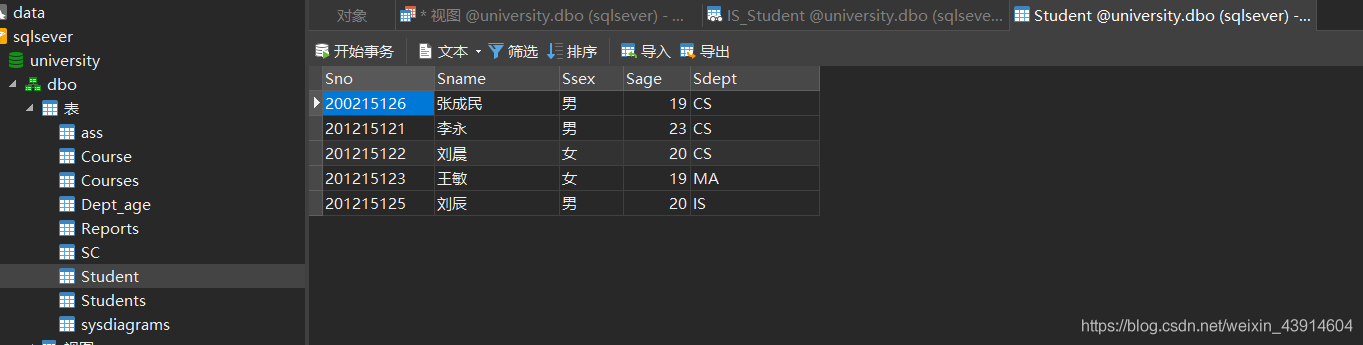 data
sqlsever
university
dbo
表
ass
Course
Courses
Dept_age
Reports
SC
Student
Students
sysdiagrams
对象 * 视图 @university.dbo (sqlsever) - ... IS_Student @university.dbo (sqlseve... Student @university.dbo (sqlsever) -...
开始事务 文本 筛选 排序 导入 导出
Sno Sname Ssex Sage Sdept
200215126 张成民 男 19 CS
201215121 李永 男 23 CS
201215122 刘晨 女 20 CS
201215123 王敏 女 19 MA
201215125 刘辰 男 20 IS
https://blog.csdn.net/weixin_43914604